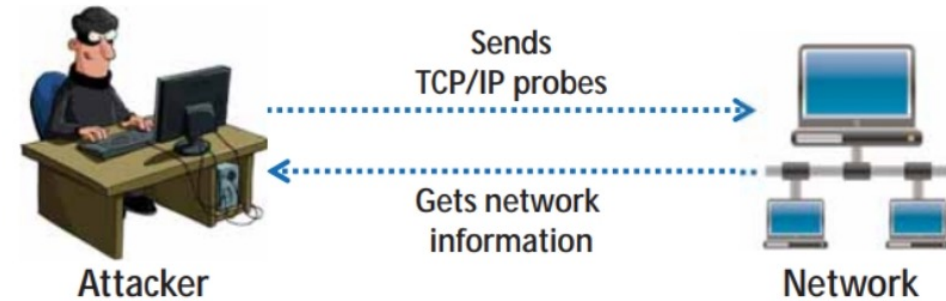 Sends
TCP/IP probes
Gets network
information
Attacker
Network